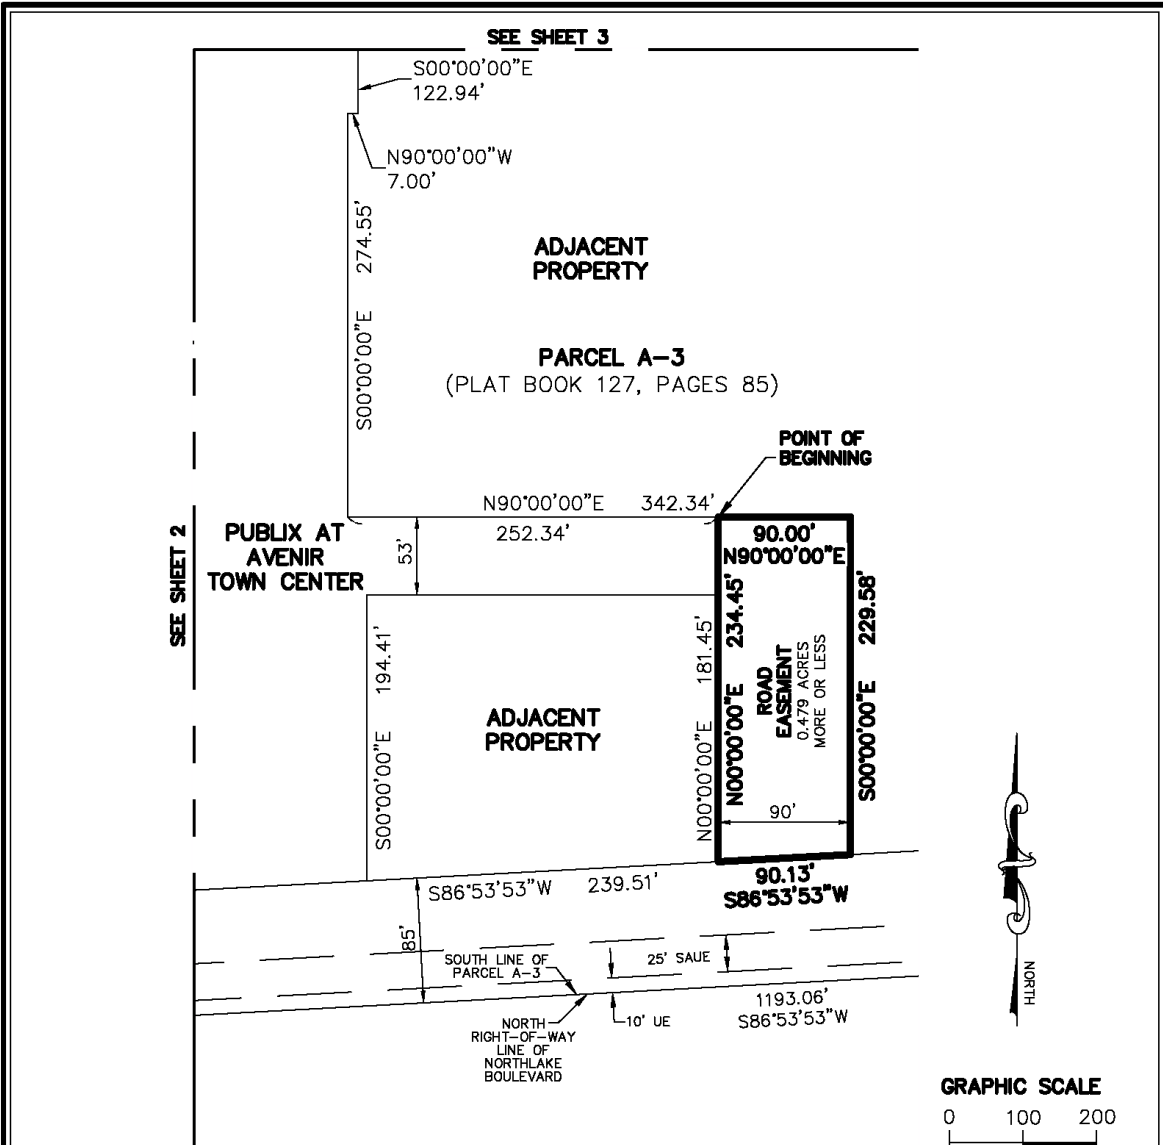 SEE SHEET 3
S00°00'00"E
122.94'
N90°00'00"W
7.00'
S00°00'00"E 274.55'
ADJACENT
PROPERTY
PARCEL A-3
(PLAT BOOK 127, PAGES 85)
POINT OF
BEGINNING
N90°00'00"E 342.34'
252.34'
53'
SEE SHEET 2
PUBLIX AT
AVENIR
TOWN CENTER
90.00'
N90°00'00"E
S00°00'00"E 194.41'
ADJACENT
PROPERTY
N00°00'00"E 181.45'
N00°00'00"E 234.45'
ROAD
EASEMENT
0.479 ACRES
MORE OR LESS
S00°00'00"E 229.58'
90'
S86°53'53"W 239.51'
90.13'
S86°53'53"W
85'
SOUTH LINE OF
PARCEL A-3
25' SAUE
1193.06'
S86°53'53"W
10' UE
NORTH
RIGHT-OF-WAY
LINE OF
NORTHLAKE
BOULEVARD
NORTH
GRAPHIC SCALE
0 100 200